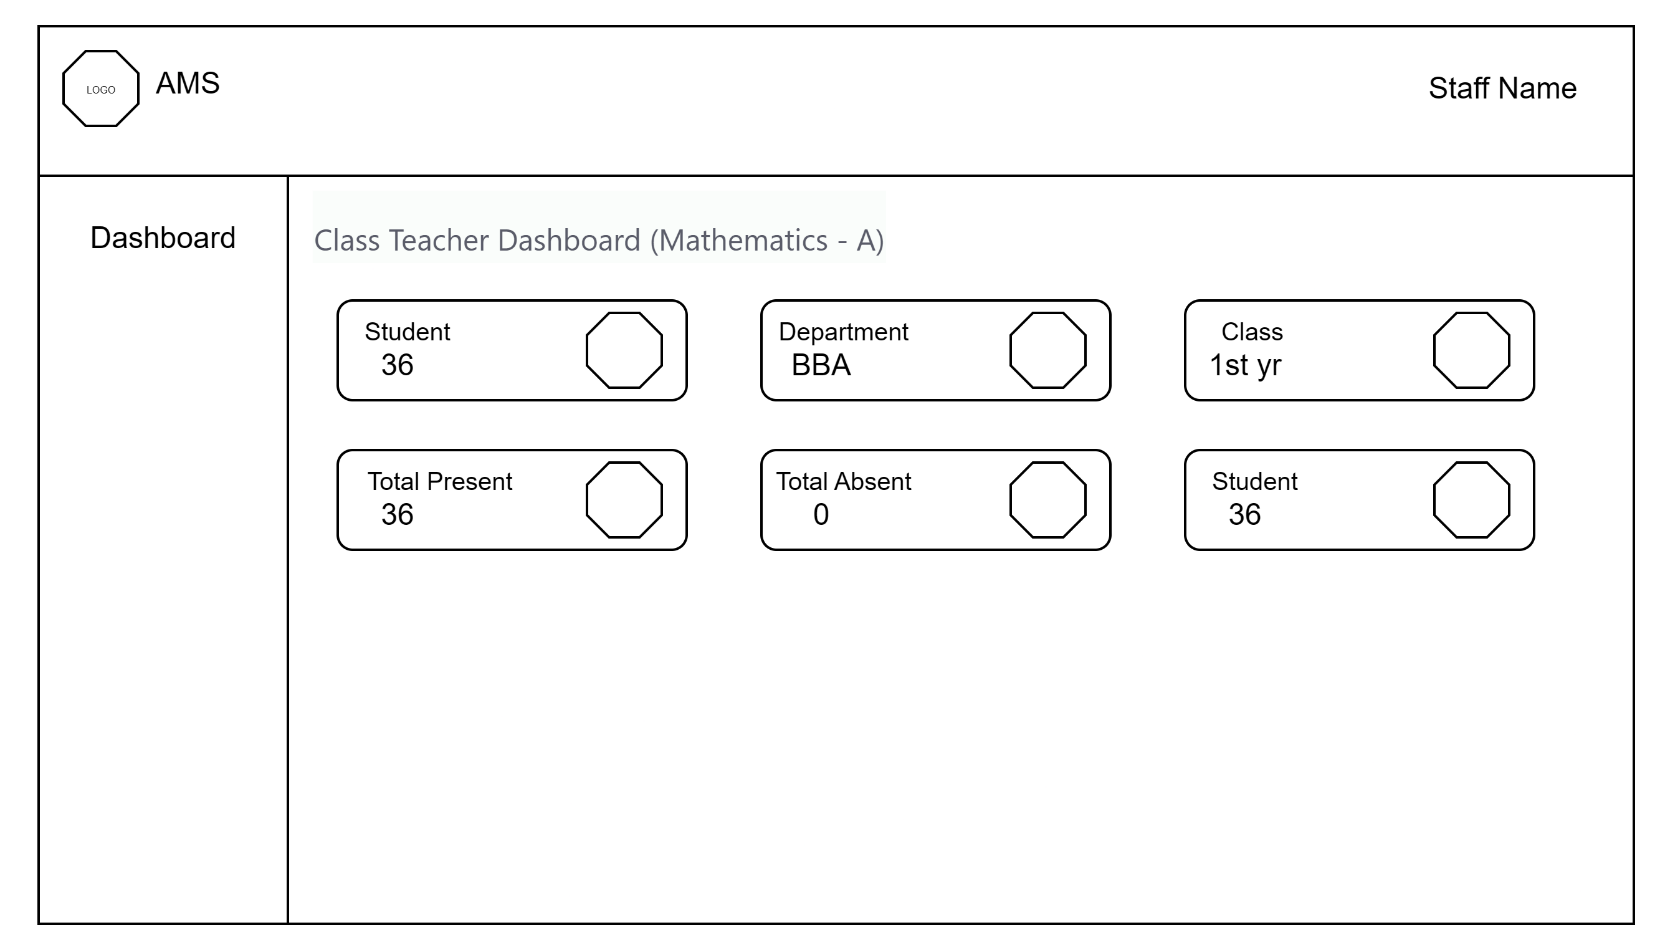 LOGO
AMS
Staff Name
Dashboard
Class Teacher Dashboard (Mathematics - A)
Student
36
Department
BBA
Class
1st yr
Total Present
36
Total Absent
0
Student
36